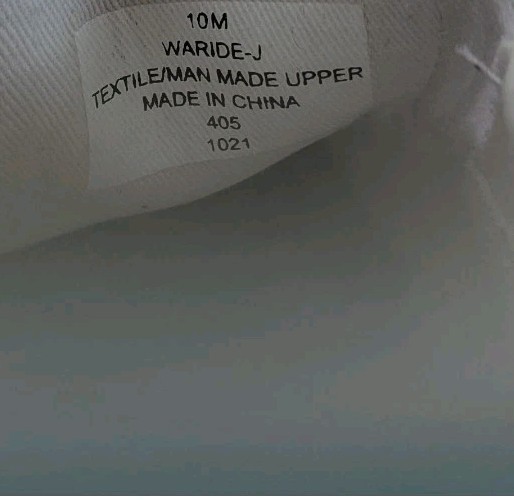 10M
WARIDE-J
TEXTILE/MAN MADE UPPER
MADE IN CHINA
405
1021